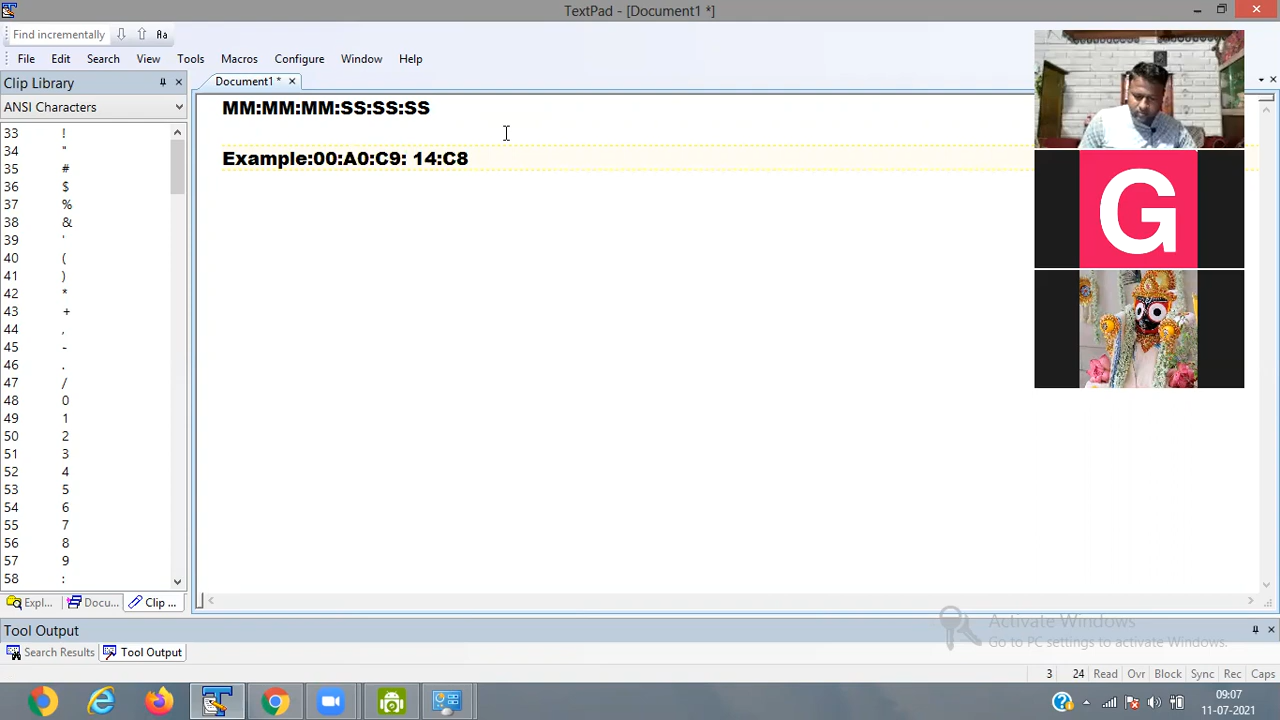 TextPad - [Document1 *]
Find incrementally
Aa
File Edit Search View Tools Macros Configure Window Help
Clip Library
Document1 *
ANSI Characters
MM:MM:MM:SS:SS:SS
Example:00:A0:C9: 14:C8
33 !
34 "
35 #
36 $
37 %
38 &
39 '
40 (
41 )
42 *
43 +
44 ,
45 -
46 .
47 /
48 0
49 1
50 2
51 3
52 4
53 5
54 6
55 7
56 8
57 9
58 :
G
Expl... Docu... Clip ...
Activate Windows
Go to PC settings to activate Windows.
Tool Output
Search Results Tool Output
3 24 Read Ovr Block Sync Rec Caps
09:07
11-07-2021